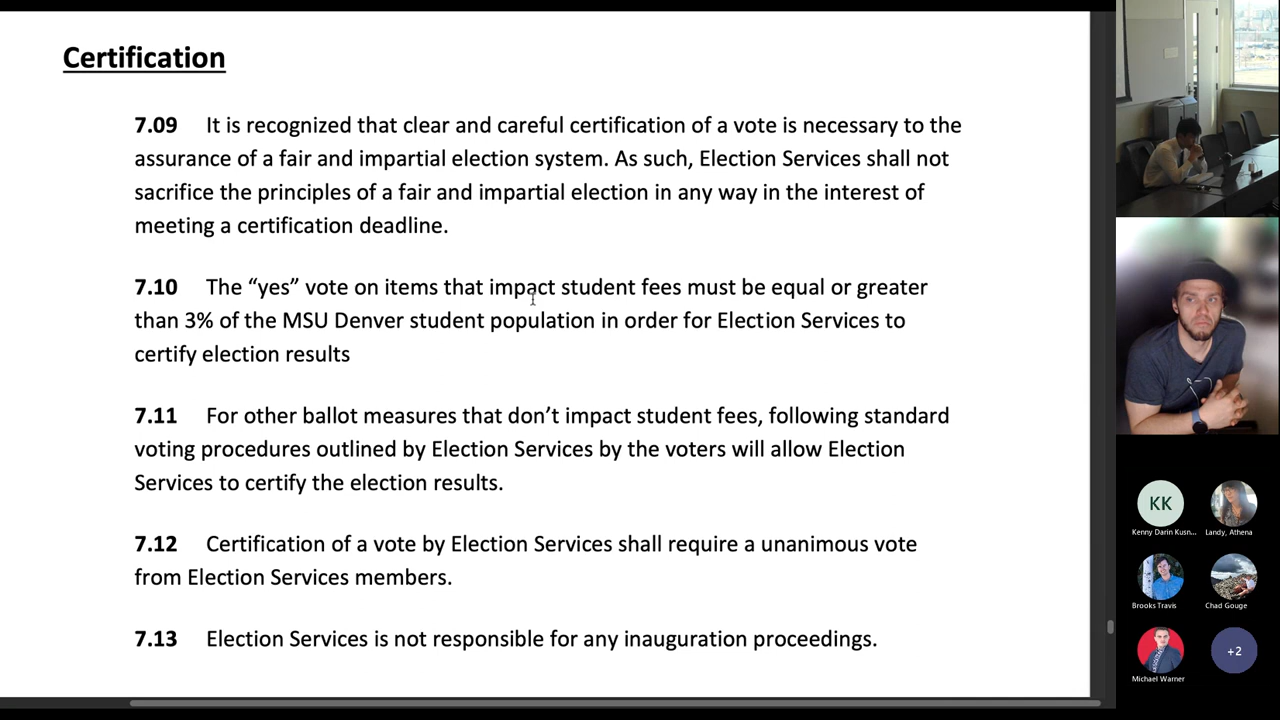 Certification
7.09 It is recognized that clear and careful certification of a vote is necessary to the
assurance of a fair and impartial election system. As such, Election Services shall not
sacrifice the principles of a fair and impartial election in any way in the interest of
meeting a certification deadline.
7.10 The “yes” vote on items that impact student fees must be equal or greater
than 3% of the MSU Denver student population in order for Election Services to
certify election results
7.11 For other ballot measures that don’t impact student fees, following standard
voting procedures outlined by Election Services by the voters will allow Election
Services to certify the election results.
7.12 Certification of a vote by Election Services shall require a unanimous vote
from Election Services members.
7.13 Election Services is not responsible for any inauguration proceedings.
KK
Kenny Darin Kusn... Landy, Athena
Brooks Travis Chad Gouge
+2
Michael Warner